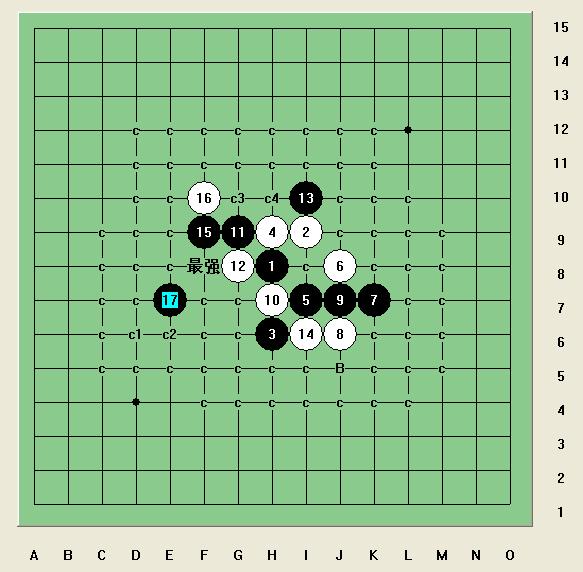 15
14
13
c c c c c c c c 12
c c c c c c c c 11
c c 16 c3 c4 13 c c c 10
c c c 15 11 4 2 c c c c 9
c c c 最强 12 1 c 6 c c c 8
c c 17 c c 10 5 9 7 c c 7
c c1 c2 c c 3 14 8 c c c 6
c c c c c c c B c c c 5
c c c c c c c 4
3
2
1
A B C D E F G H I J K L M N O